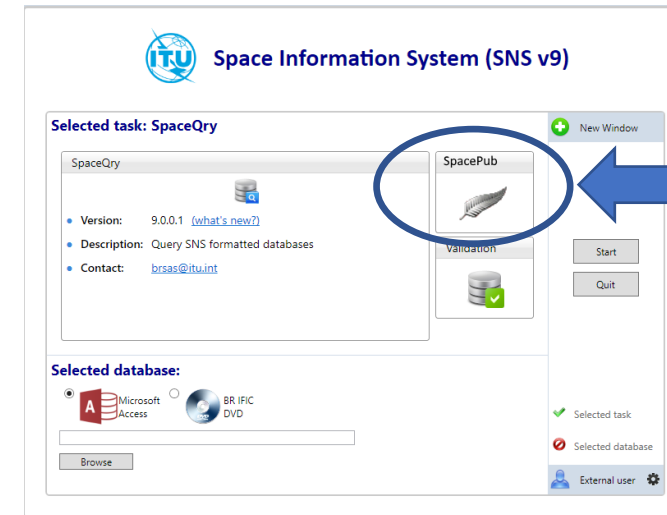 ITU
Space Information System (SNS v9)
Selected task: SpaceQry
New Window
SpaceQry
SpacePub
Version: 9.0.0.1 (what's new?)
Description: Query SNS formatted databases
Contact: brsas@itu.int
Validation
Start
Quit
Selected database:
A
Microsoft
Access
BR IFIC
DVD
DVD
Browse
Selected task
Selected database
External user